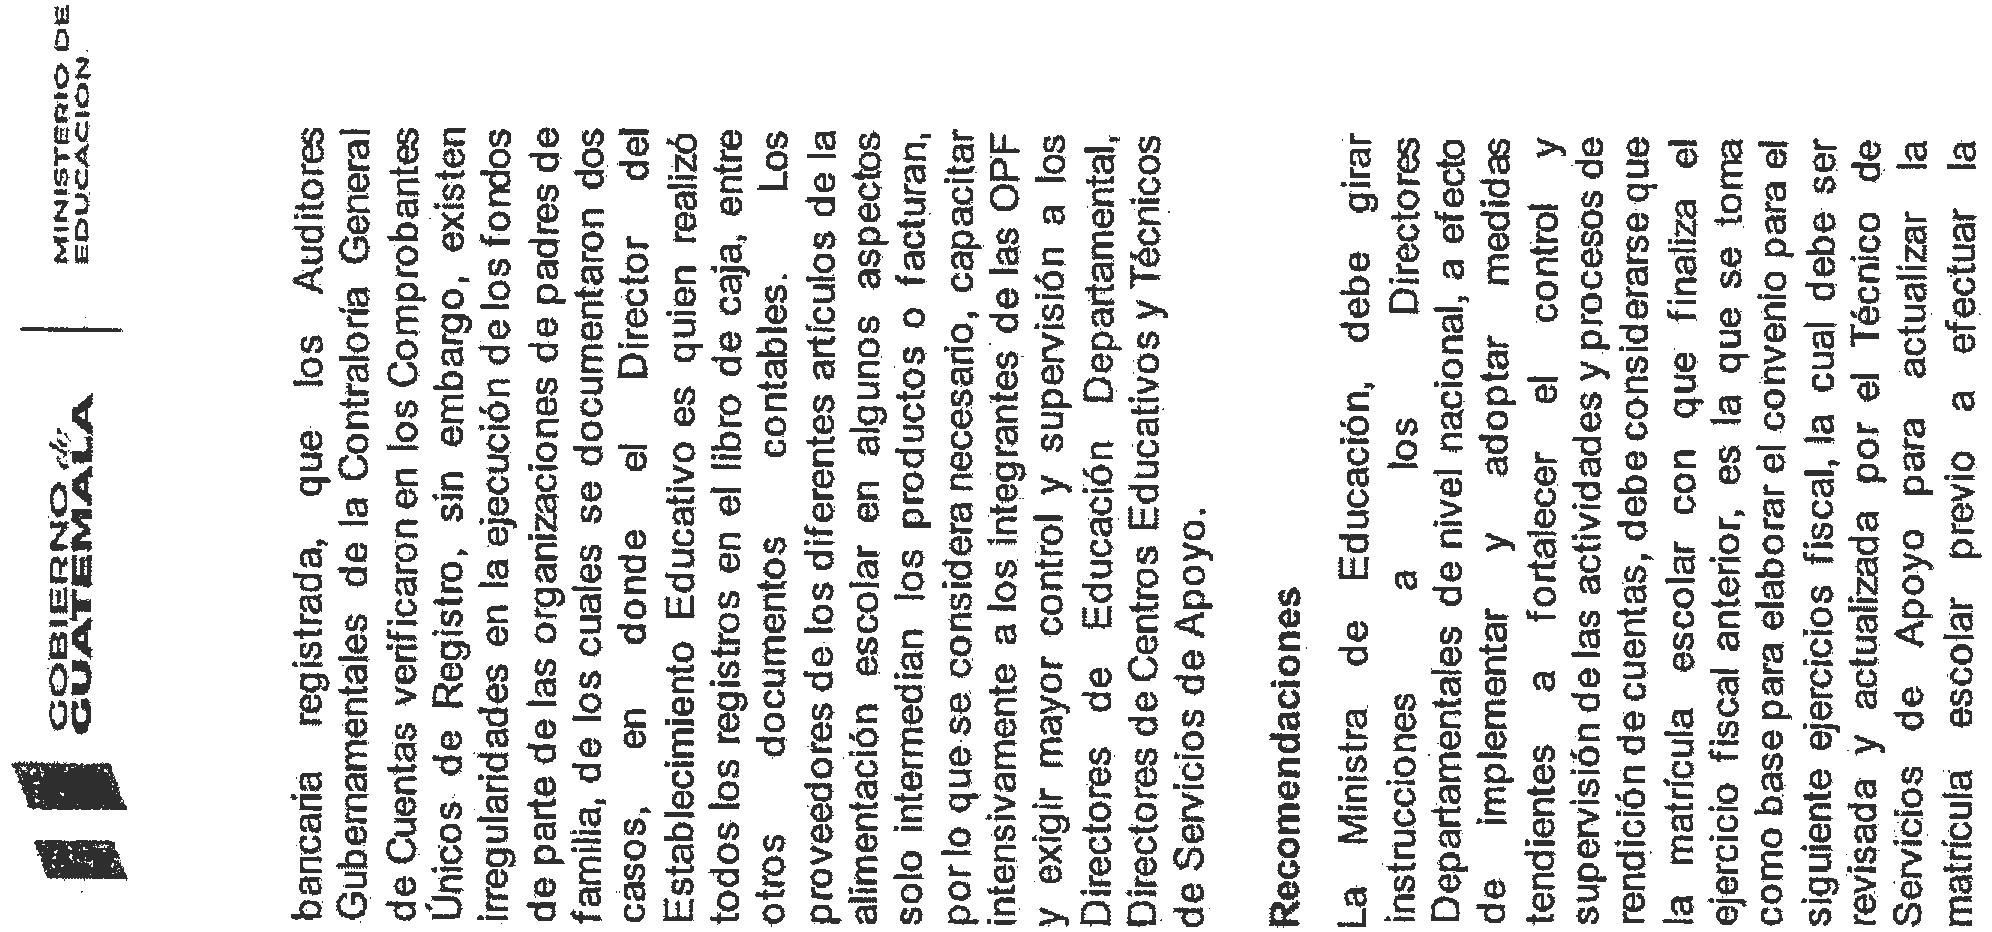 GOBIERNO de
GUATEMALA
MINISTERIO DE
EDUCACIÓN
bancaria registrada, que los Auditores
Gubernamentales de la Contraloría General
de Cuentas verificaron en los Comprobantes
Únicos de Registro, sin embargo, existen
irregularidades en la ejecución de los fondos
de parte de las organizaciones de padres de
familia, de los cuales se documentaron dos
casos, en donde el Director del
Establecimiento Educativo es quien realizó
todos los registros en el libro de caja, entre
otros documentos contables. Los
proveedores de los diferentes artículos de la
alimentación escolar en algunos aspectos
solo intermedian los productos o facturan,
por lo que se considera necesario, capacitar
intensivamente a los integrantes de las OPF
y exigir mayor control y supervisión a los
Directores de Educación Departamental,
Directores de Centros Educativos y Técnicos
de Servicios de Apoyo.
Recomendaciones
La Ministra de Educación, debe girar
instrucciones a los Directores
Departamentales de nivel nacional, a efecto
de implementar y adoptar medidas
tendientes a fortalecer el control y
supervisión de las actividades y procesos de
rendición de cuentas, debe considerarse que
la matrícula escolar con que finaliza el
ejercicio fiscal anterior, es la que se toma
como base para elaborar el convenio para el
siguiente ejercicios fiscal, la cual debe ser
revisada y actualizada por el Técnico de
Servicios de Apoyo para actualizar la
matrícula escolar previo a efectuar la